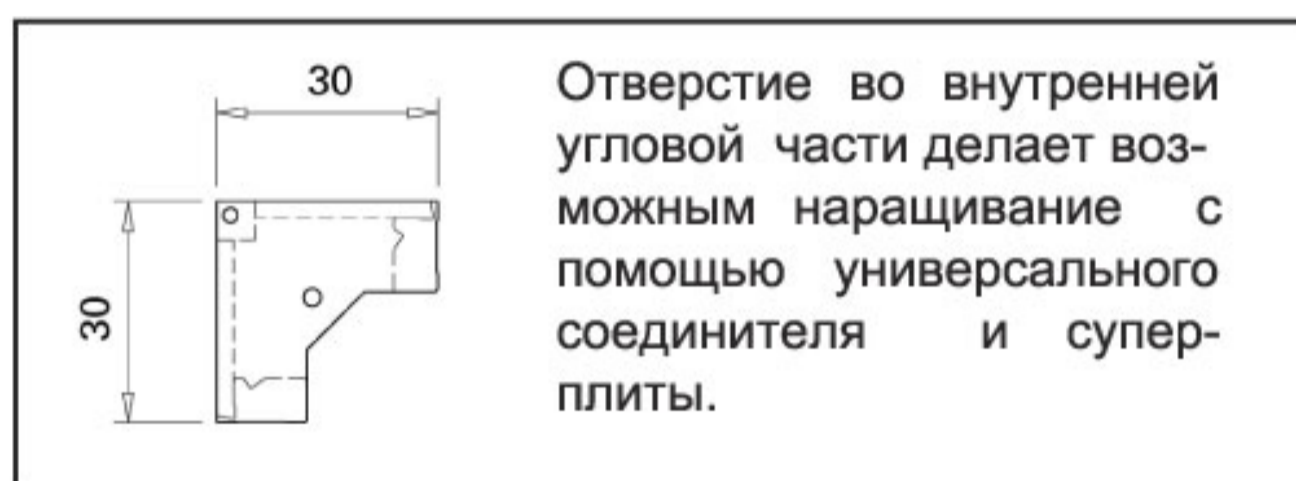 30
30
Отверстие во внутренней
угловой части делает воз-
можным наращивание с
помощью универсального
соединителя и супер-
плиты.